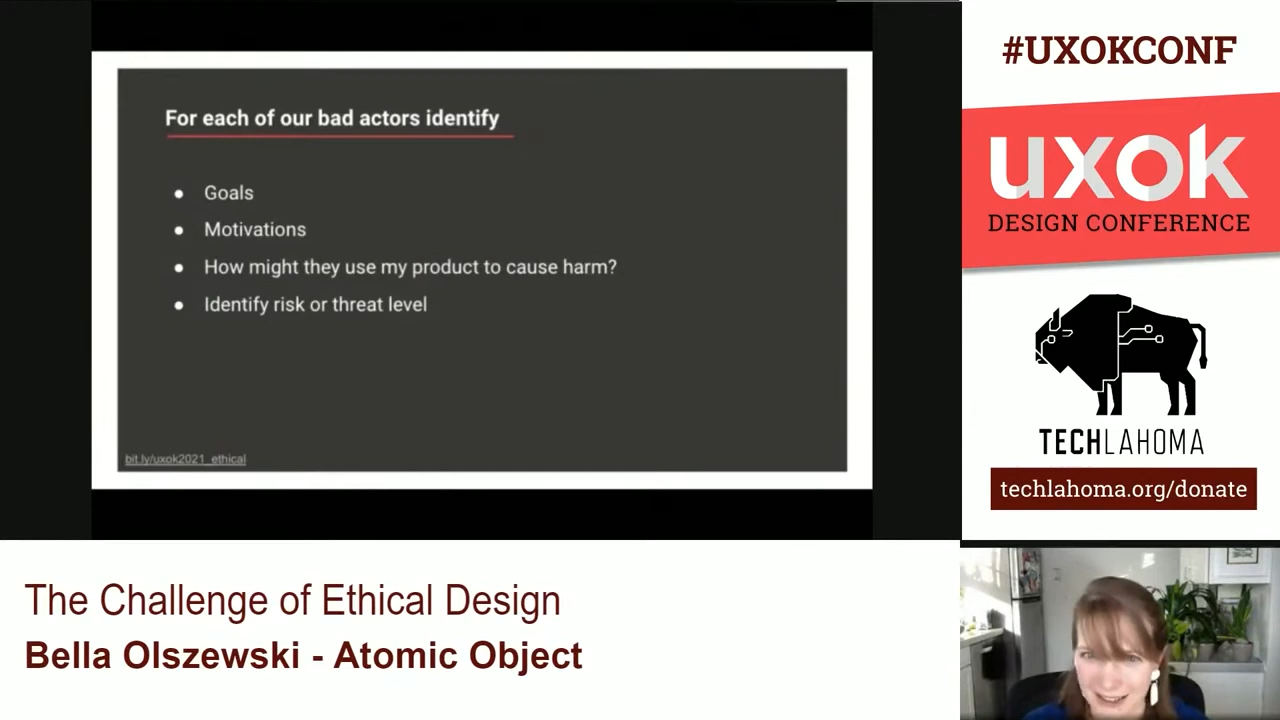 For each of our bad actors identify
● Goals
● Motivations
● How might they use my product to cause harm?
● Identify risk or threat level
bit.ly/uxok2021_ethical
#UXOKCONF
uxok
DESIGN CONFERENCE
TECHLAHOMA
techlahoma.org/donate
The Challenge of Ethical Design
Bella Olszewski - Atomic Object